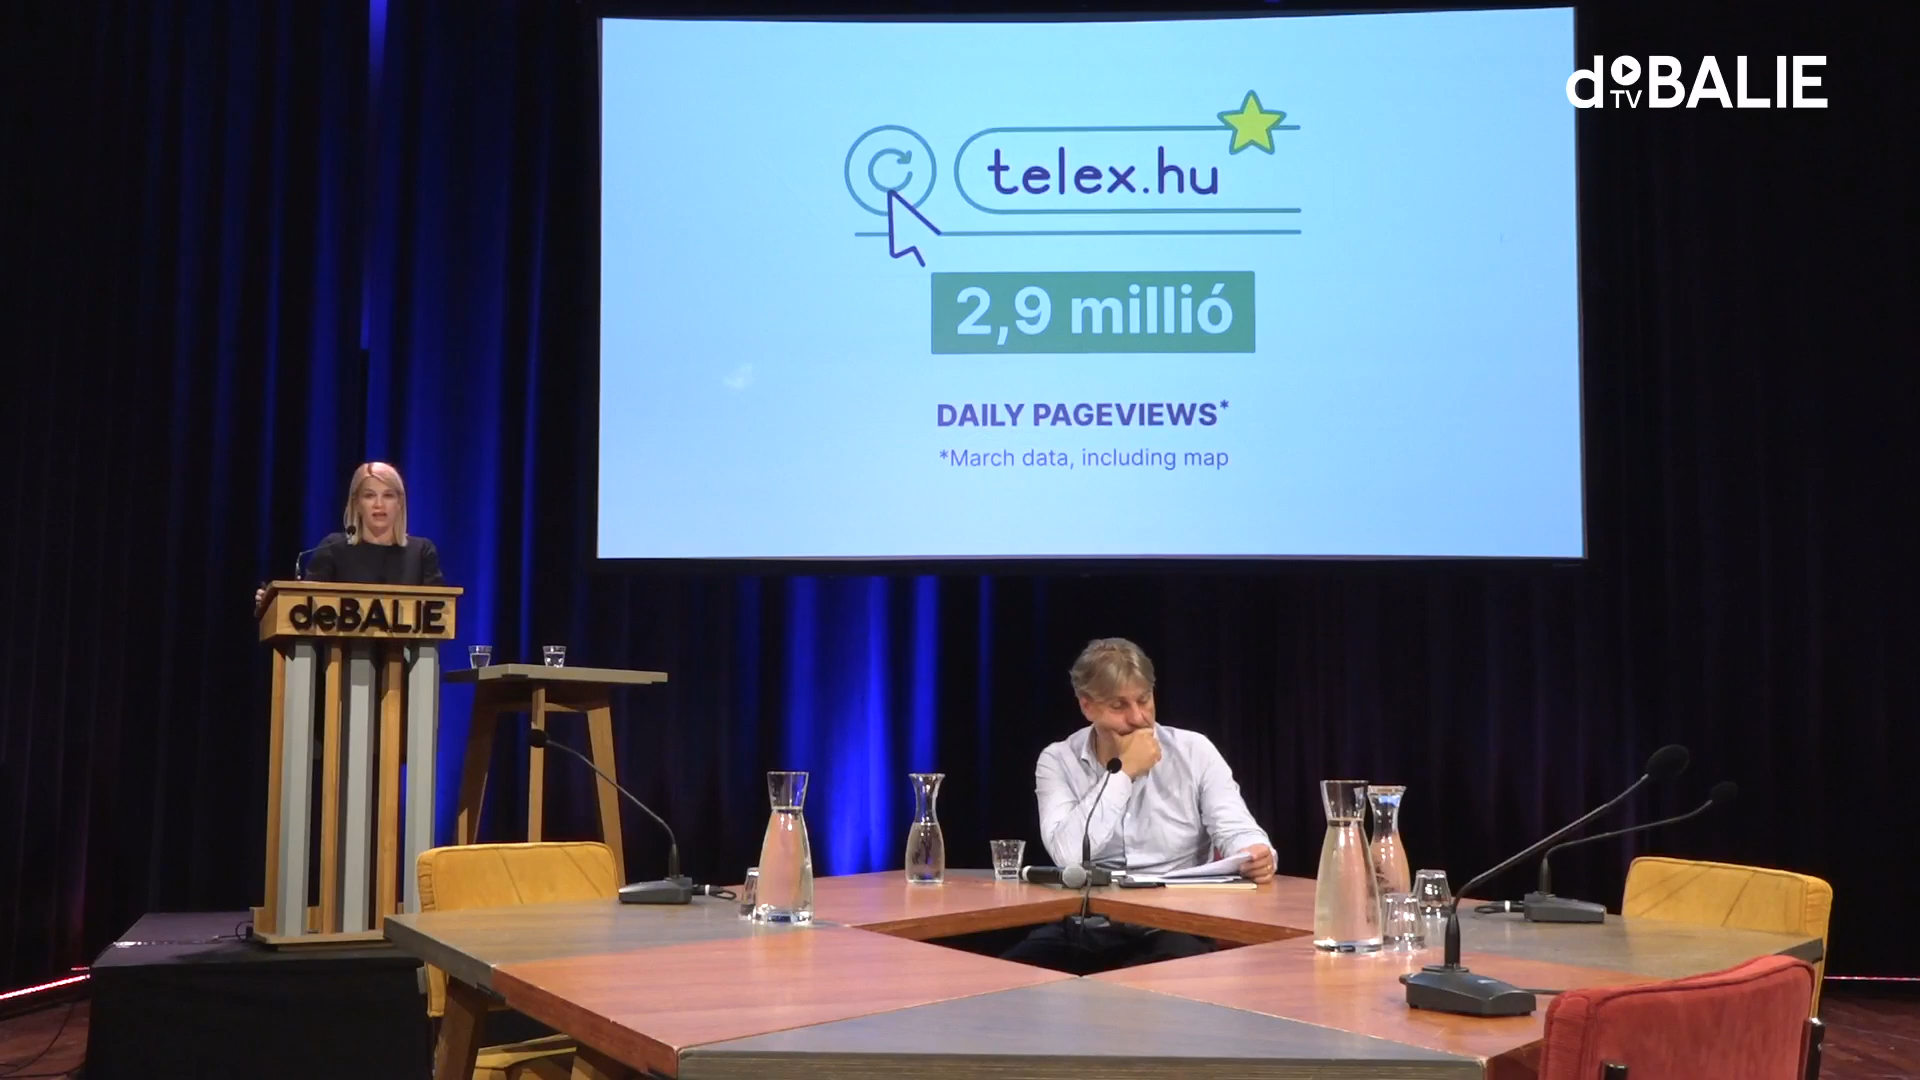 deBALIE
TV
telex.hu
2,9 millió
DAILY PAGEVIEWS*
*March data, including map
deBALIE